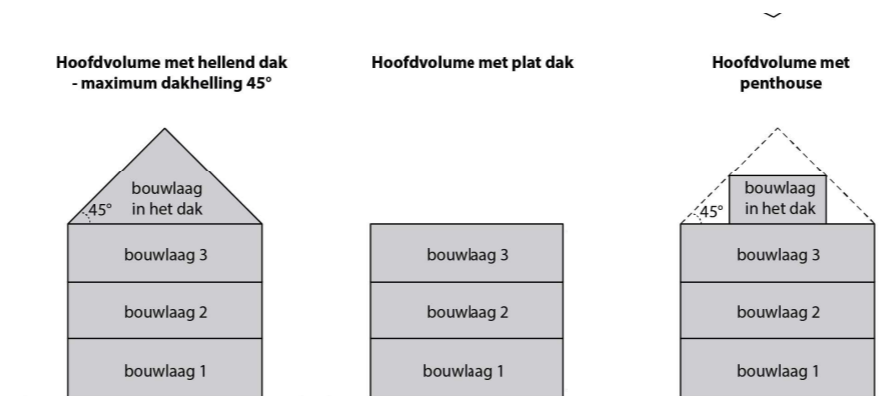 Hoofdvolume met hellend dak
- maximum dakhelling 45°
Hoofdvolume met plat dak
Hoofdvolume met
penthouse
bouwlaag
45° in het dak
bouwlaag 3
bouwlaag 2
bouwlaag 1
bouwlaag 3
bouwlaag 2
bouwlaag 1
bouwlaag
45° in het dak
bouwlaag 3
bouwlaag 2
bouwlaag 1